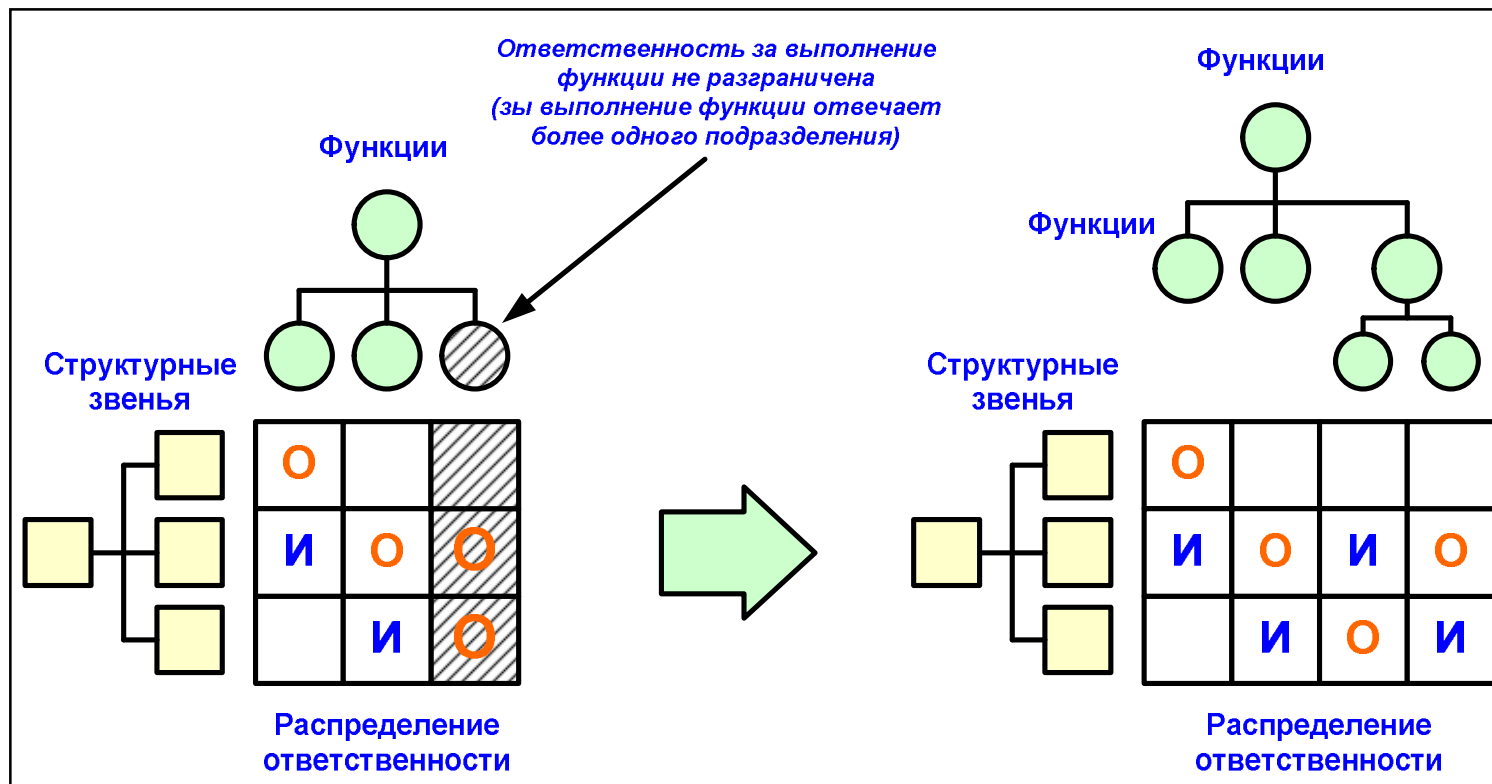 Ответственность за выполнение
функции не разграничена
(зы выполнение функции отвечает
более одного подразделения)
Функции
Структурные
звенья
О
И О О
И О
Распределение
ответственности
Функции
Функции
Структурные
звенья
О
И О И О
И О И
Распределение
ответственности